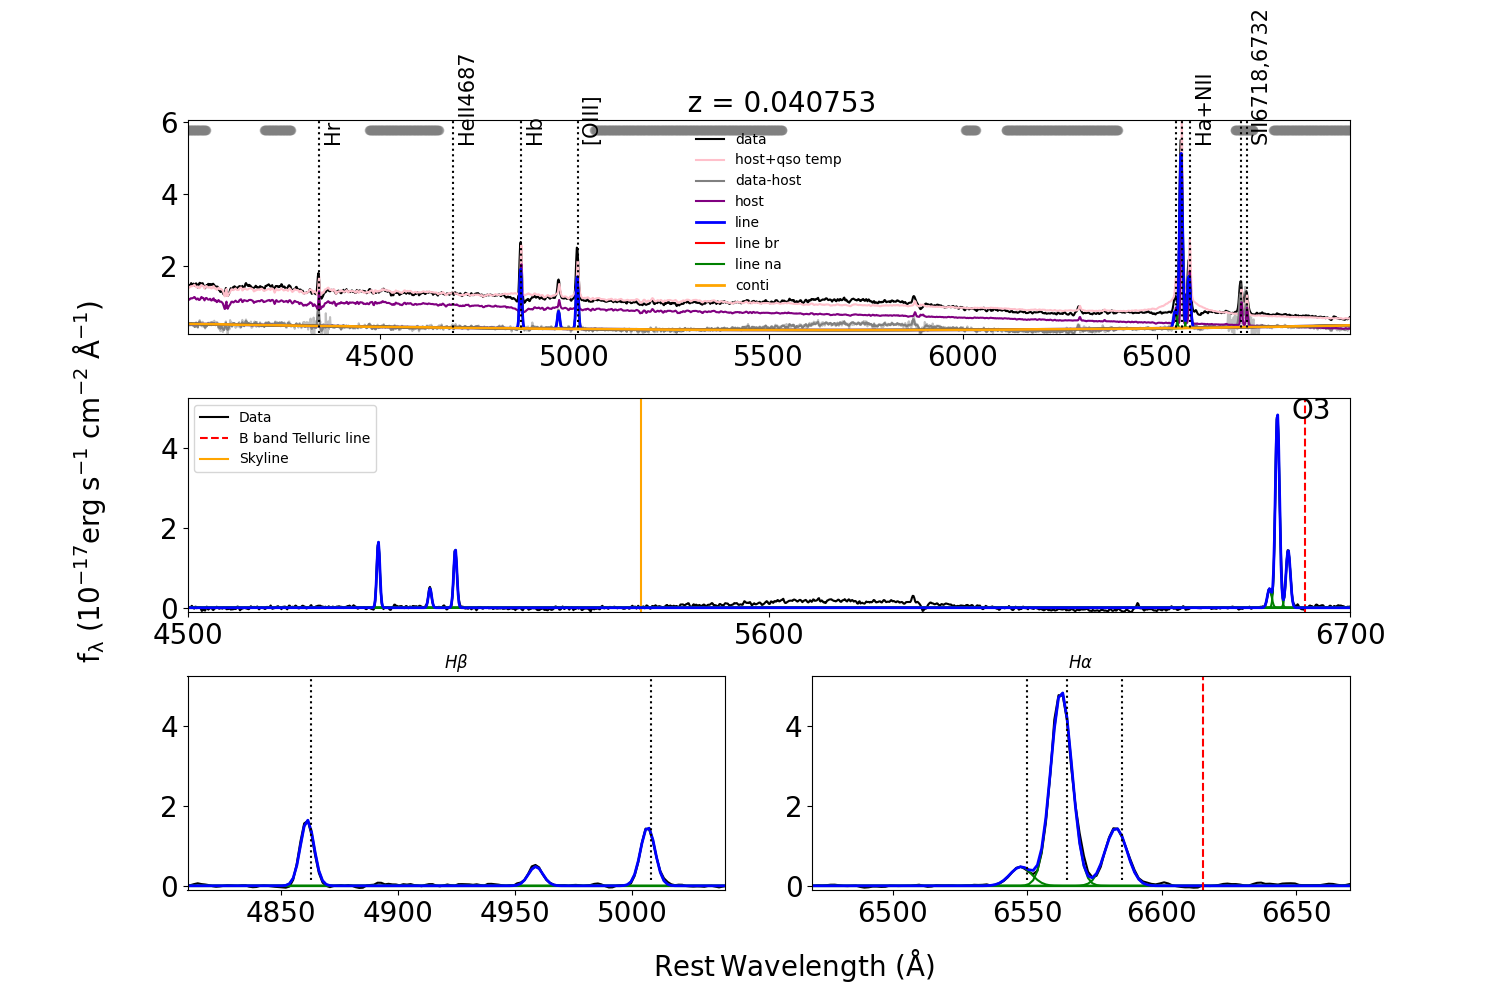 z = 0.040753
Hr
HeII4687
Hb
[OIII]
Ha+NII
SII6718,6732
6
4
2
data
host+qso temp
data-host
host
line
line br
line na
conti
4500 5000 5500 6000 6500
fλ (10⁻¹⁷erg s⁻¹ cm⁻² Å⁻¹)
Data
B band Telluric line
Skyline
O3
4
2
0
4500 5600 6700
Hβ
4
2
0
4850 4900 4950 5000
Hα
4
2
0
6500 6550 6600 6650
Rest Wavelength (Å)